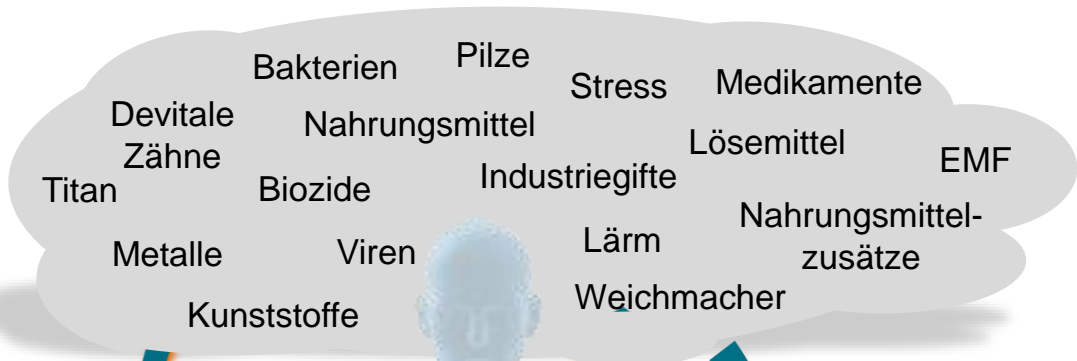 Bakterien
Pilze
Stress
Medikamente
Devitale
Zähne
Nahrungsmittel
Lösemittel
EMF
Titan
Biozide
Industriegifte
Nahrungsmittel-
zusätze
Metalle
Viren
Lärm
Kunststoffe
Weichmacher